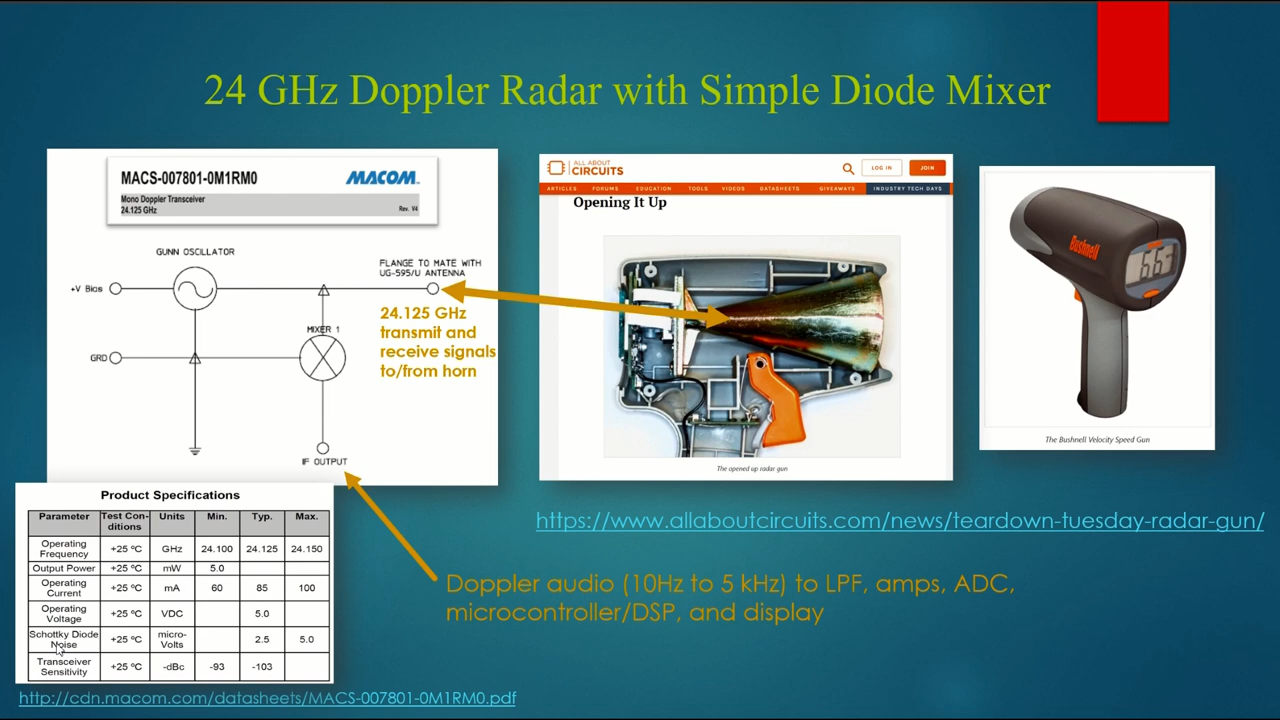 24 GHz Doppler Radar with Simple Diode Mixer
MACS-007801-0M1RM0
MACOM™
Mono Doppler Transceiver
24.125 GHz
Rev. V4
GUNN OSCILLATOR
FLANGE TO MATE WITH
UG-595/U ANTENNA
+V Bias
24.125 GHz
transmit and
receive signals
to/from horn
MIXER 1
GRD
IF OUTPUT
ALL ABOUT
CIRCUITS
LOG IN
JOIN
ARTICLES FORUMS EDUCATION TOOLS VIDEOS DATASHEETS GIVEAWAYS INDUSTRY TECH DAYS
Opening It Up
The opened up radar gun
Bushnell
66
The Bushnell Velocity Speed Gun
https://www.allaboutcircuits.com/news/teardown-tuesday-radar-gun/
Doppler audio (10Hz to 5 kHz) to LPF, amps, ADC,
microcontroller/DSP, and display
Product Specifications
Parameter Test Con-ditions Units Min. Typ. Max.
Operating Frequency +25 ºC GHz 24.100 24.125 24.150
Output Power +25 ºC mW 5.0
Operating Current +25 ºC mA 60 85 100
Operating Voltage +25 ºC VDC 5.0
Schottky Diode Noise +25 ºC micro-Volts 2.5 5.0
Transceiver Sensitivity +25 ºC -dBc -93 -103
http://cdn.macom.com/datasheets/MACS-007801-0M1RM0.pdf